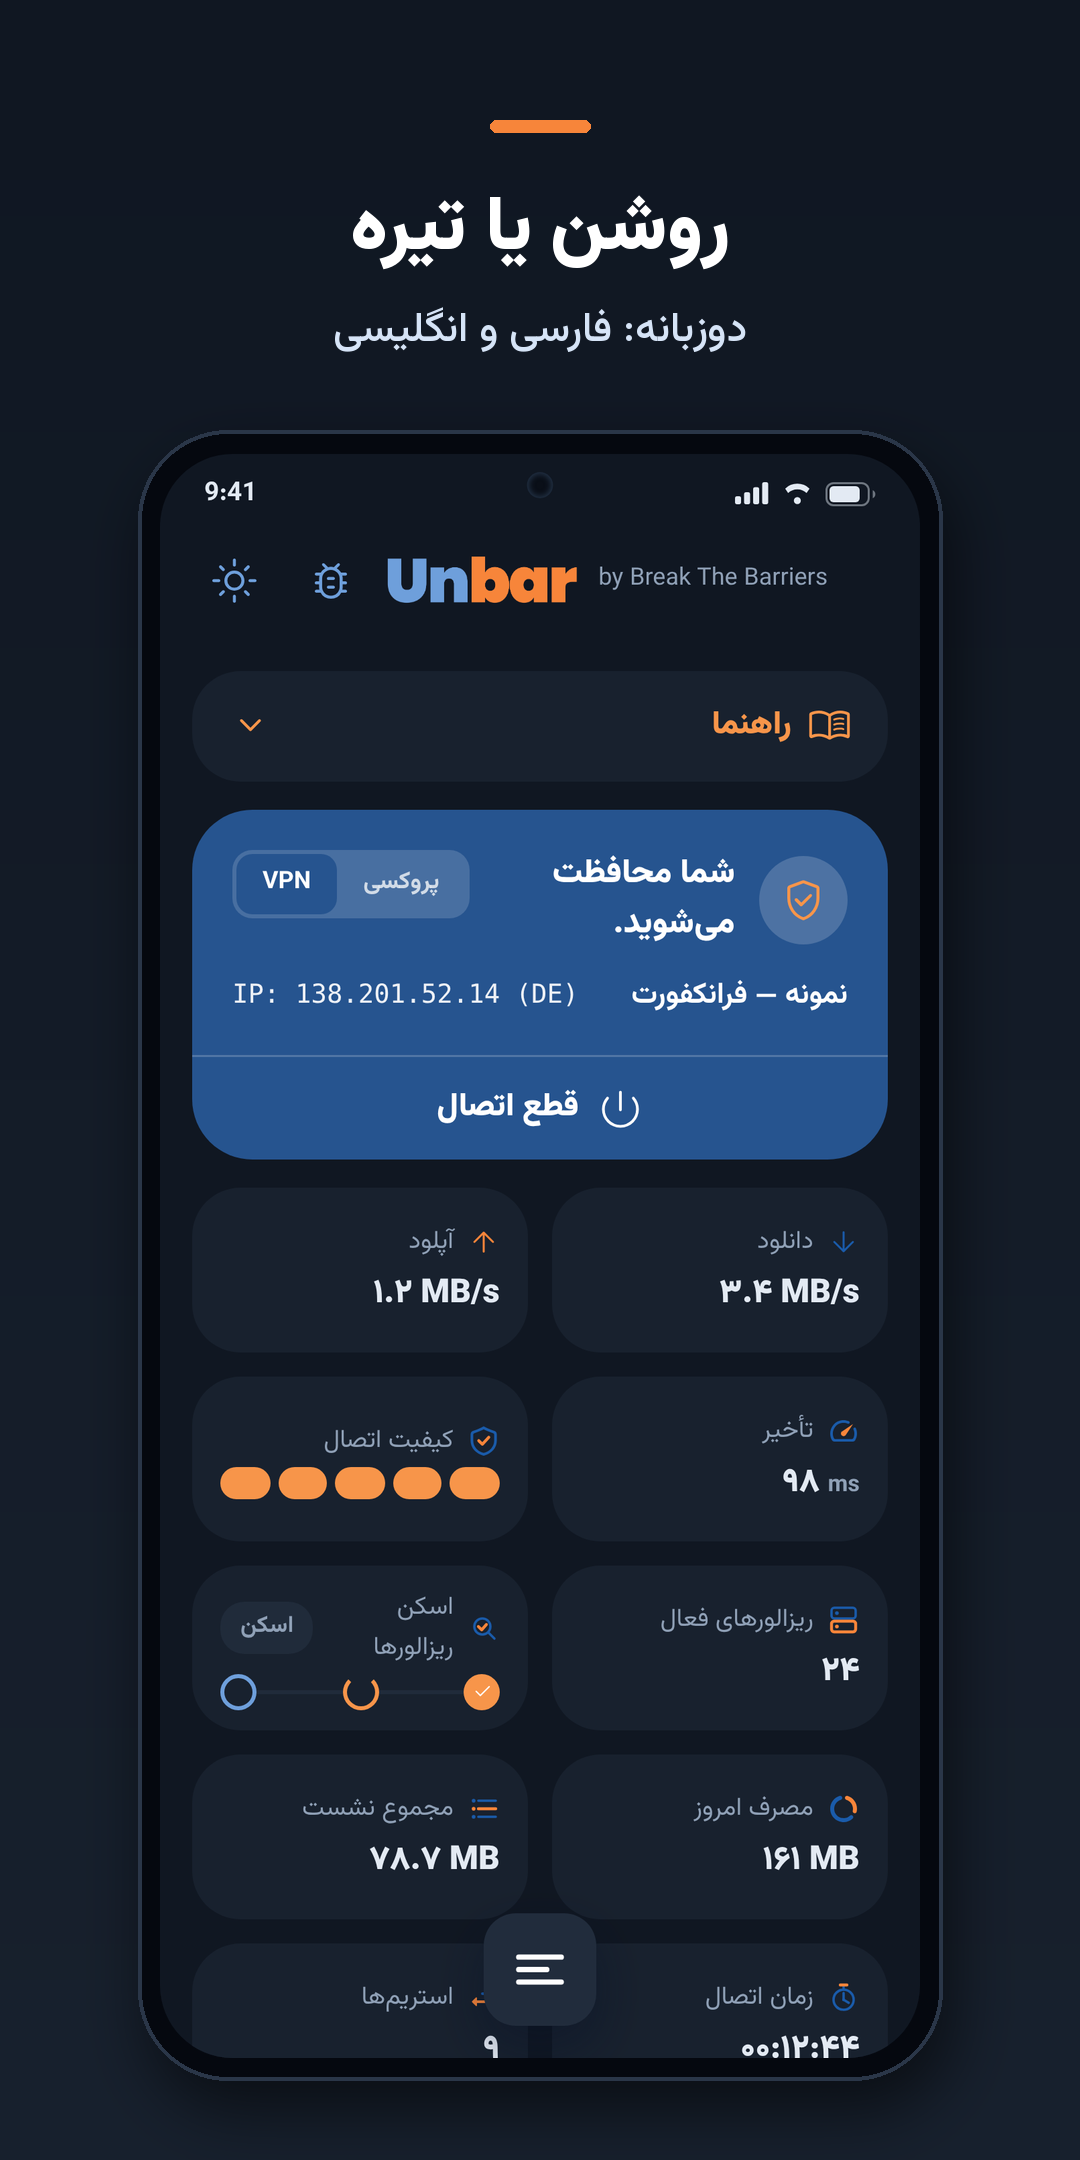 روشن یا تیره
دوزبانه: فارسی و انگلیسی
9:41
Unbar by Break The Barriers
راهنما
شما محافظت
می‌شوید.
پروکسی
VPN
نمونه – فرانکفورت
IP: 138.201.52.14 (DE)
قطع اتصال
دانلود
۳.۴ MB/s
آپلود
۱.۲ MB/s
تأخیر
۹۸ ms
کیفیت اتصال
ریزالورهای فعال
۲۴
اسکن
ریزالورها
اسکن
مصرف امروز
۱۶۱ MB
مجموع نشست
۷۸.۷ MB
زمان اتصال
۰۰:۱۲:۴۴
استریم‌ها
۹